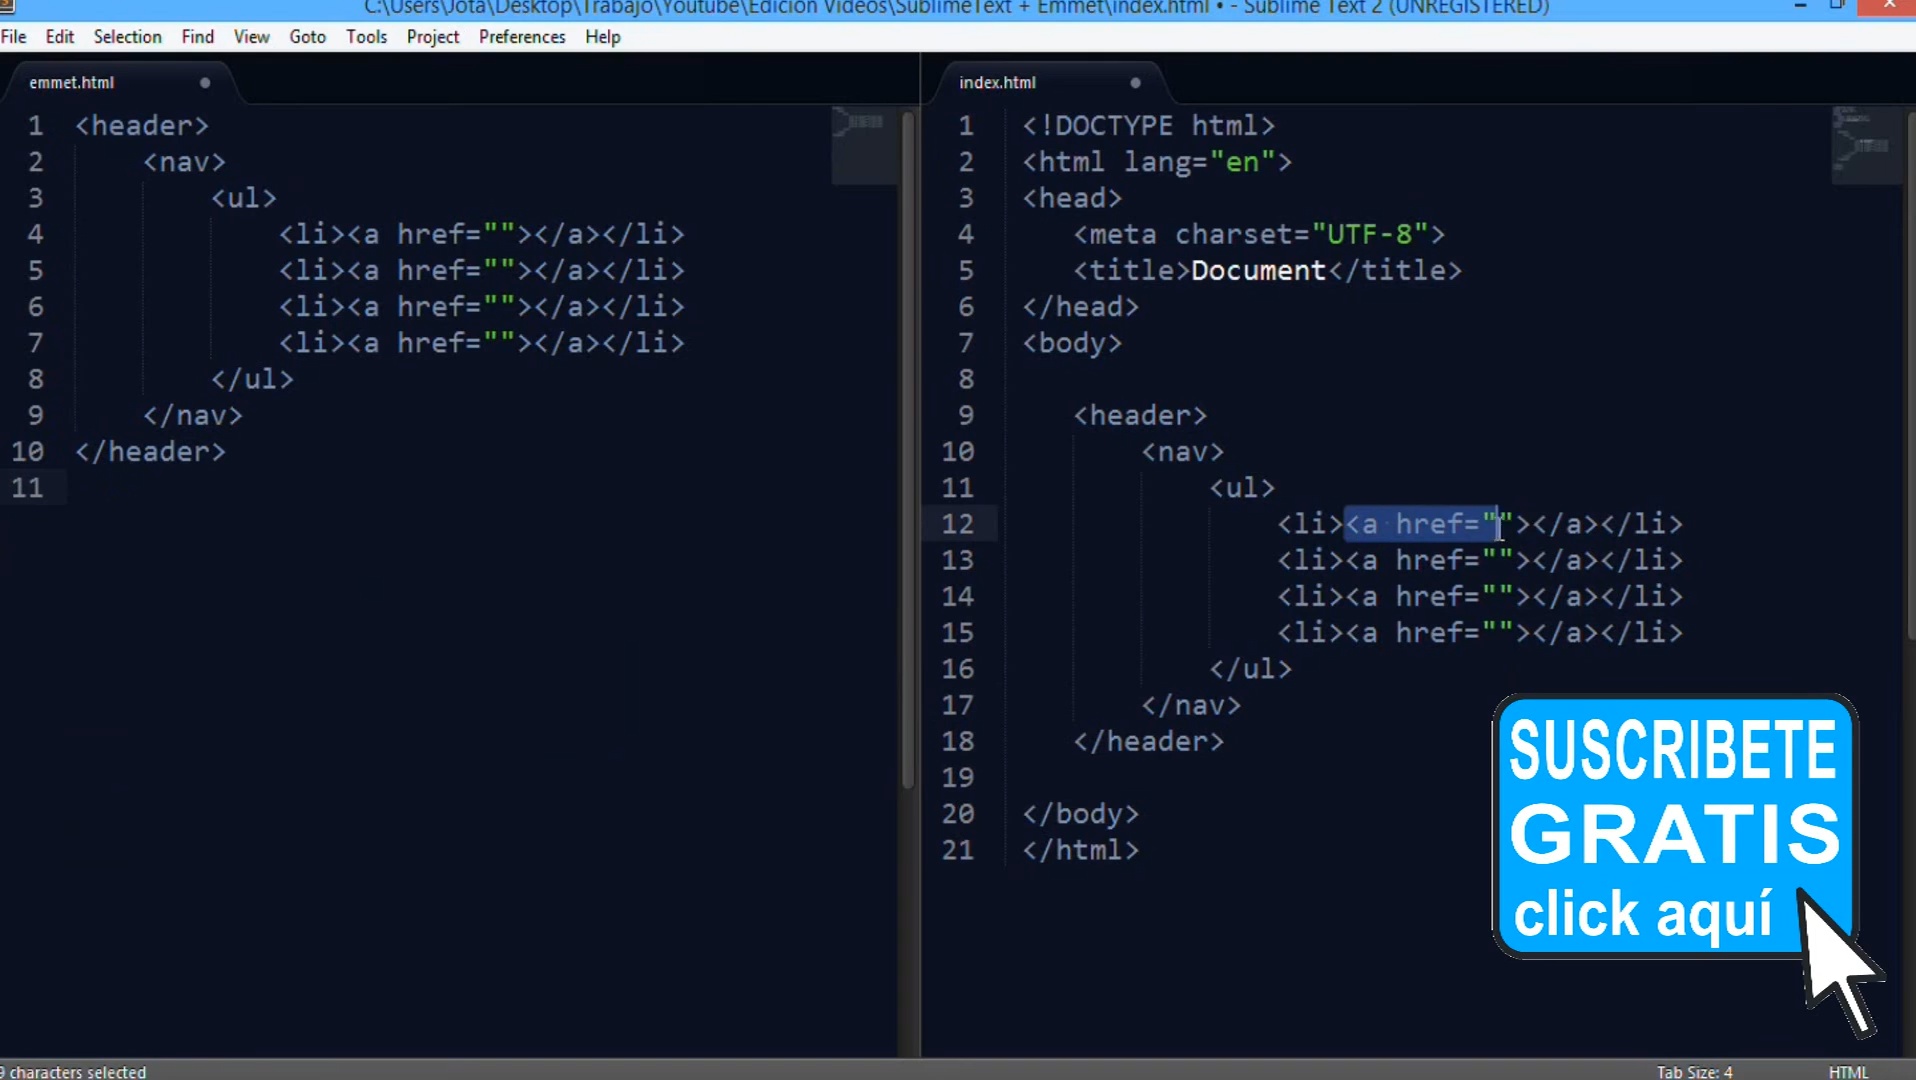 C:\Users\Jota\Desktop\Trabajo\Youtube\Edicion Videos\SublimeText + Emmet\index.html • - Sublime Text 2 (UNREGISTERED)
File Edit Selection Find View Goto Tools Project Preferences Help
emmet.html
1 <header>
2 <nav>
3 <ul>
4 <li><a href=""></a></li>
5 <li><a href=""></a></li>
6 <li><a href=""></a></li>
7 <li><a href=""></a></li>
8 </ul>
9 </nav>
10 </header>
11
index.html
1 <!DOCTYPE html>
2 <html lang="en">
3 <head>
4 <meta charset="UTF-8">
5 <title>Document</title>
6 </head>
7 <body>
8
9 <header>
10 <nav>
11 <ul>
12 <li><a href=""></a></li>
13 <li><a href=""></a></li>
14 <li><a href=""></a></li>
15 <li><a href=""></a></li>
16 </ul>
17 </nav>
18 </header>
19
20 </body>
21 </html>
SUSCRIBETE
GRATIS
click aquí
9 characters selected
Tab Size: 4
HTML